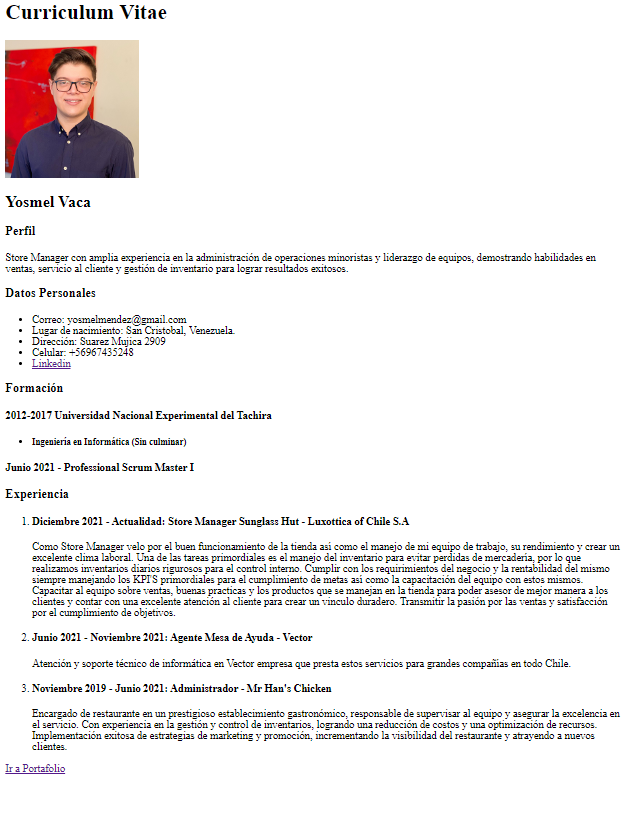 Curriculum Vitae
Yosmel Vaca
Perfil
Store Manager con amplia experiencia en la administración de operaciones minoristas y liderazgo de equipos, demostrando habilidades en
ventas, servicio al cliente y gestión de inventario para lograr resultados exitosos.
Datos Personales
• Correo: yosmelmendez@gmail.com
• Lugar de nacimiento: San Cristobal, Venezuela.
• Dirección: Suarez Mujica 2909
• Celular: +56967435248
• Linkedin
Formación
2012-2017 Universidad Nacional Experimental del Tachira
• Ingeniería en Informática (Sin culminar)
Junio 2021 - Professional Scrum Master I
Experiencia
1. Diciembre 2021 - Actualidad: Store Manager Sunglass Hut - Luxottica of Chile S.A
Como Store Manager velo por el buen funcionamiento de la tienda así como el manejo de mi equipo de trabajo, su rendimiento y crear un
excelente clima laboral. Una de las tareas primordiales es el manejo del inventario para evitar perdidas de mercadería, por lo que
realizamos inventarios diarios rigurosos para el control interno. Cumplir con los requirimientos del negocio y la rentabilidad del mismo
siempre manejando los KPI'S primordiales para el cumplimiento de metas así como la capacitación del equipo con estos mismos.
Capacitar al equipo sobre ventas, buenas practicas y los productos que se manejan en la tienda para poder asesor de mejor manera a los
clientes y contar con una excelente atención al cliente para crear un vinculo duradero. Transmitir la pasión por las ventas y satisfacción
por el cumplimiento de objetivos.
2. Junio 2021 - Noviembre 2021: Agente Mesa de Ayuda - Vector
Atención y soporte técnico de informática en Vector empresa que presta estos servicios para grandes compañias en todo Chile.
3. Noviembre 2019 - Junio 2021: Administrador - Mr Han's Chicken
Encargado de restaurante en un prestigioso establecimiento gastronómico, responsable de supervisar al equipo y asegurar la excelencia en
el servicio. Con experiencia en la gestión y control de inventarios, logrando una reducción de costos y una optimización de recursos.
Implementación exitosa de estrategias de marketing y promoción, incrementando la visibilidad del restaurante y atrayendo a nuevos
clientes.
Ir a Portafolio